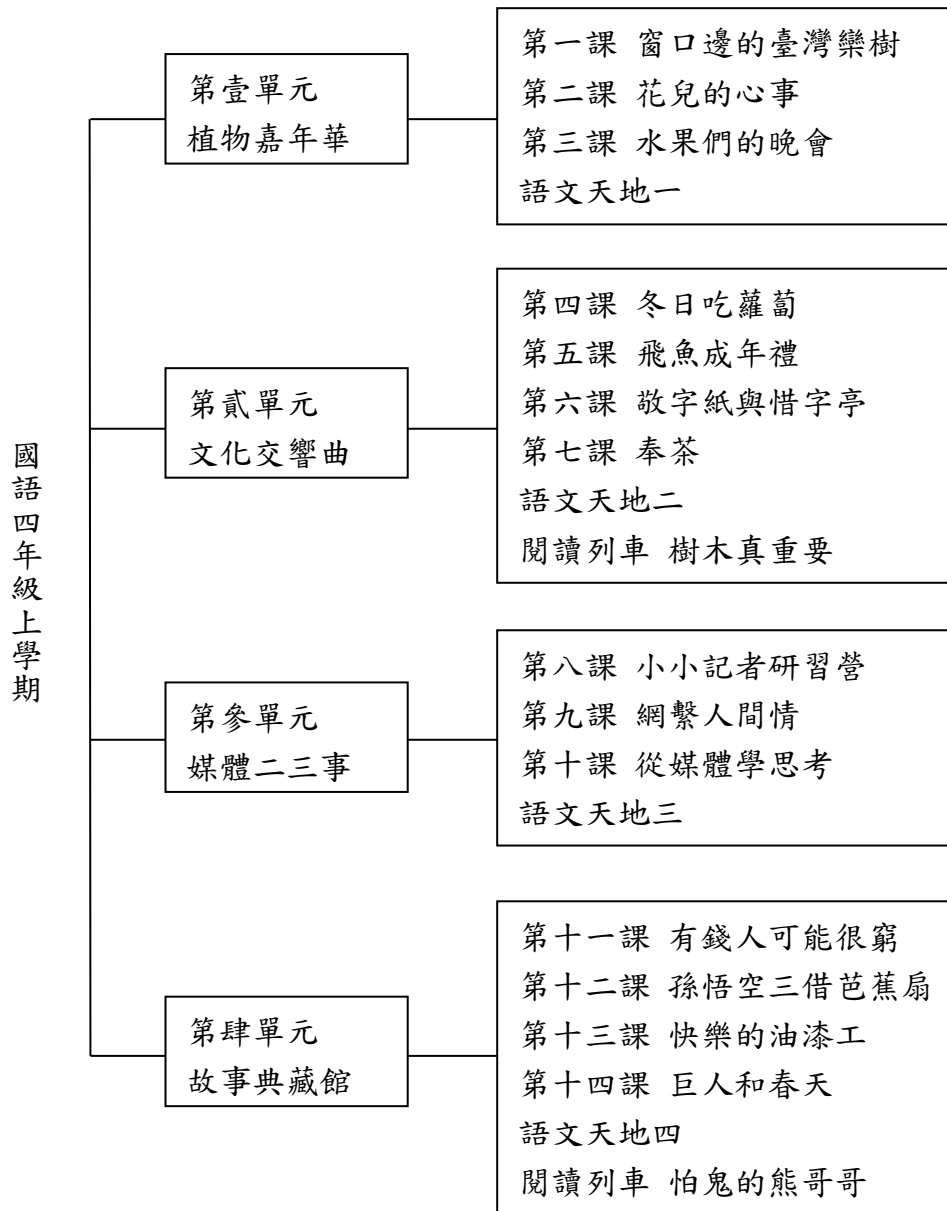 國語四年級上學期
第壹單元
植物嘉年華
第一課 窗口邊的臺灣欒樹
第二課 花兒的心事
第三課 水果們的晚會
語文天地一
第貳單元
文化交響曲
第四課 冬日吃蘿蔔
第五課 飛魚成年禮
第六課 敬字紙與惜字亭
第七課 奉茶
語文天地二
閱讀列車 樹木真重要
第參單元
媒體二三事
第八課 小小記者研習營
第九課 網繫人間情
第十課 從媒體學思考
語文天地三
第肆單元
故事典藏館
第十一課 有錢人可能很窮
第十二課 孫悟空三借芭蕉扇
第十三課 快樂的油漆工
第十四課 巨人和春天
語文天地四
閱讀列車 怕鬼的熊哥哥